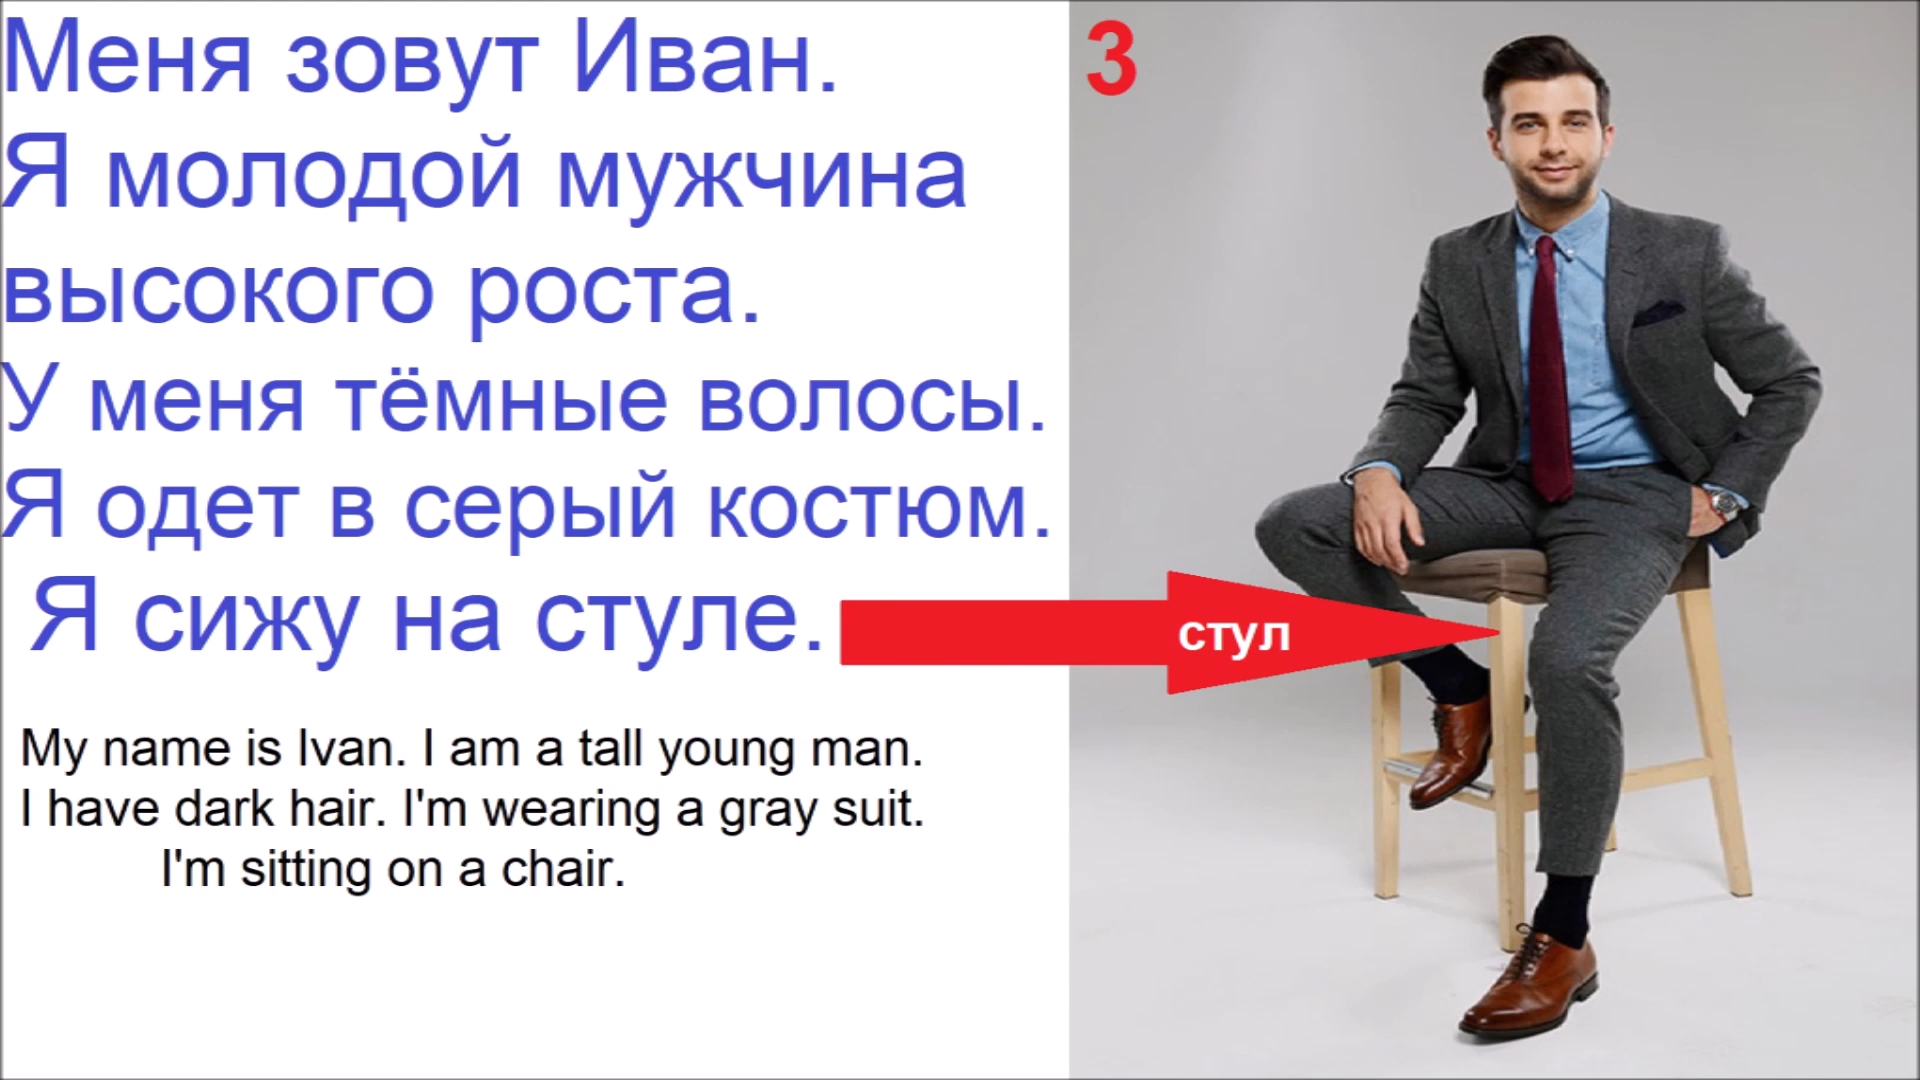 Меня зовут Иван.
Я молодой мужчина
высокого роста.
У меня тёмные волосы.
Я одет в серый костюм.
Я сижу на стуле.
стул
My name is Ivan. I am a tall young man.
I have dark hair. I'm wearing a gray suit.
I'm sitting on a chair.
3